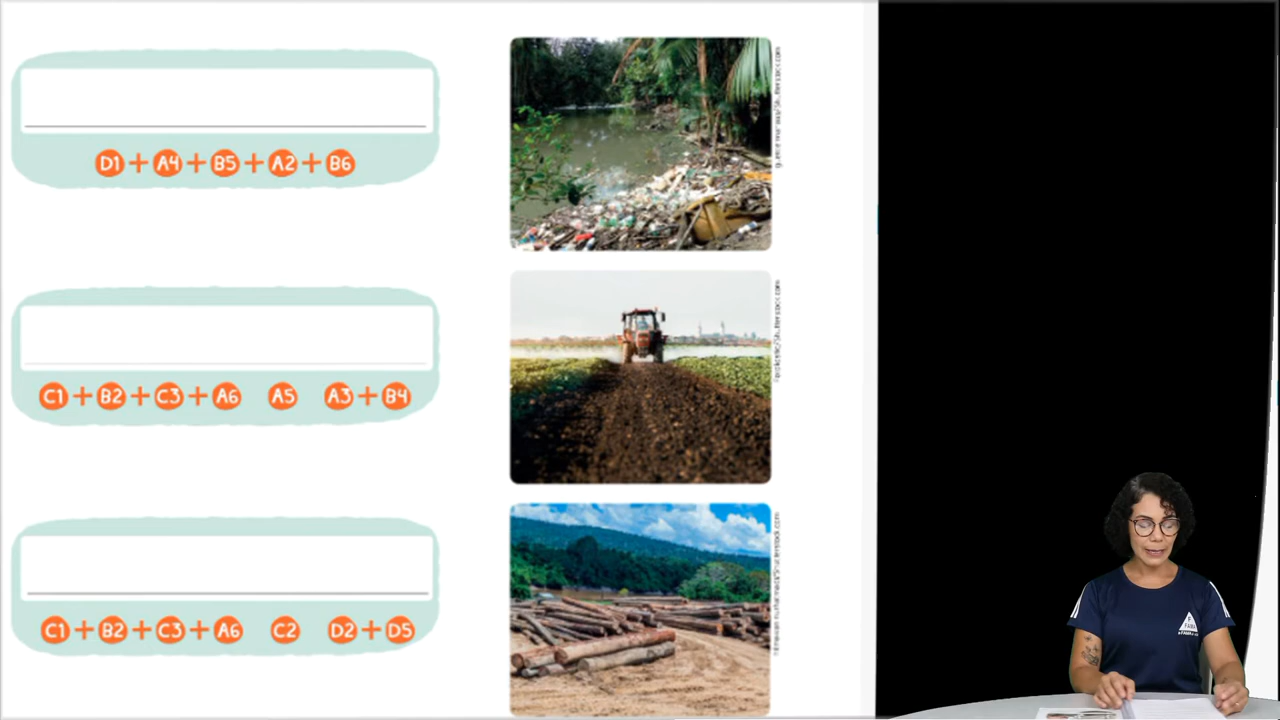 D1 + A4 + B5 + A2 + B6
C1 + B2 + C3 + A6 A5 A3 + B4
C1 + B2 + C3 + A6 C2 D2 + D5
FAMA